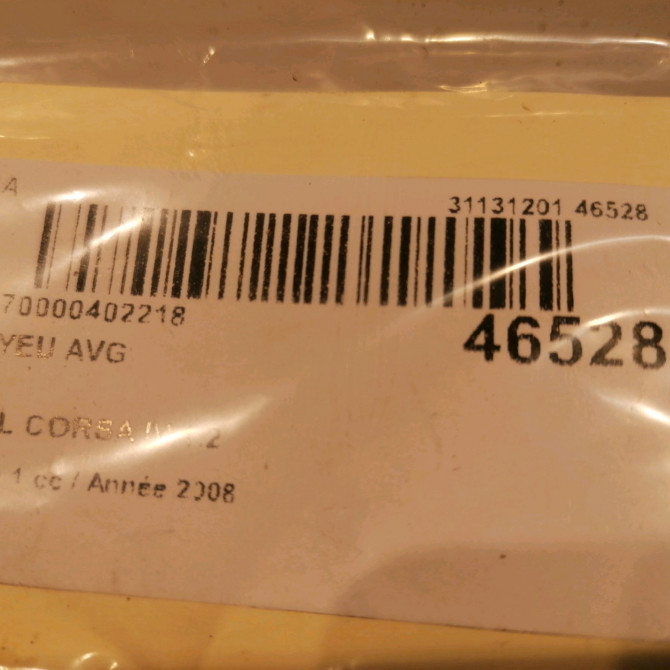 A
31131201 46528
70000402218
46528
YEU AVG
L CORSA
1 cc / Année 2008